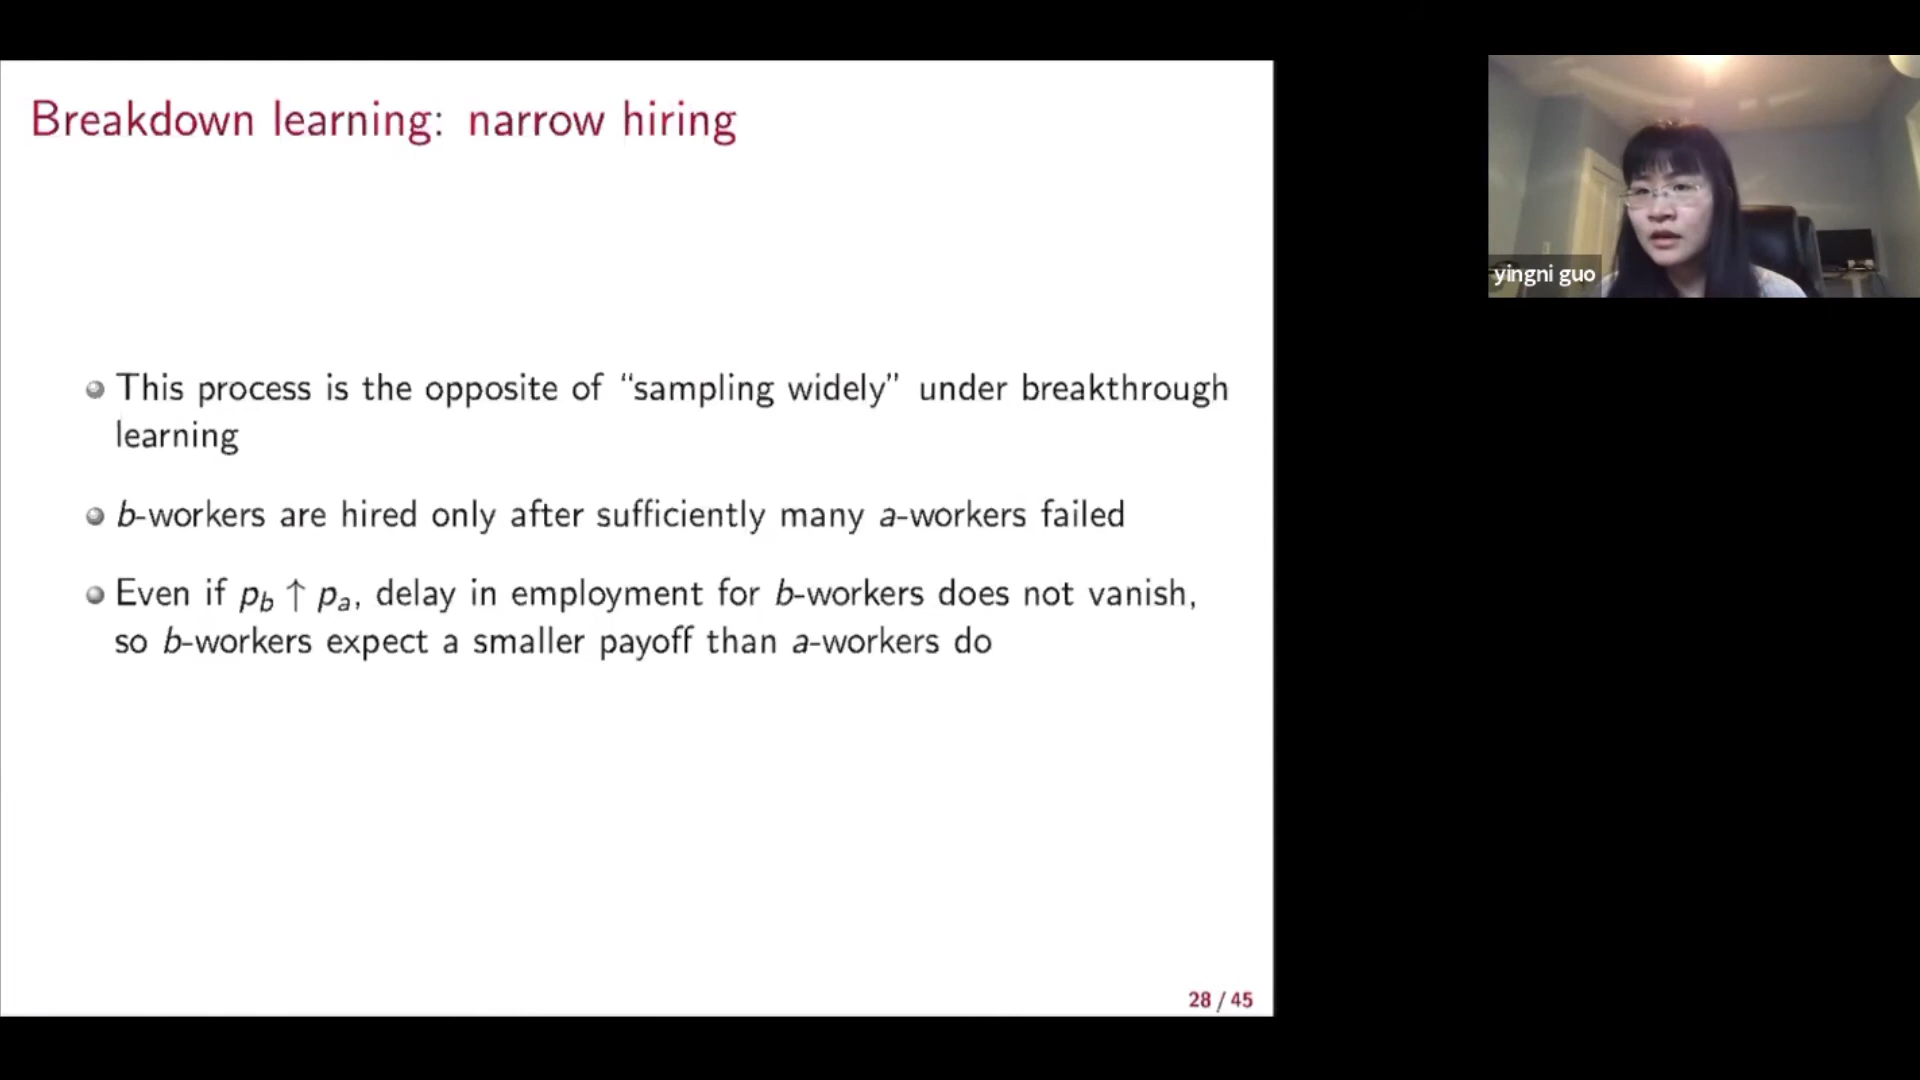 Breakdown learning: narrow hiring
This process is the opposite of “sampling widely” under breakthrough
learning
b-workers are hired only after sufficiently many a-workers failed
Even if p_b ↑ p_a, delay in employment for b-workers does not vanish,
so b-workers expect a smaller payoff than a-workers do
28 / 45
yingni guo